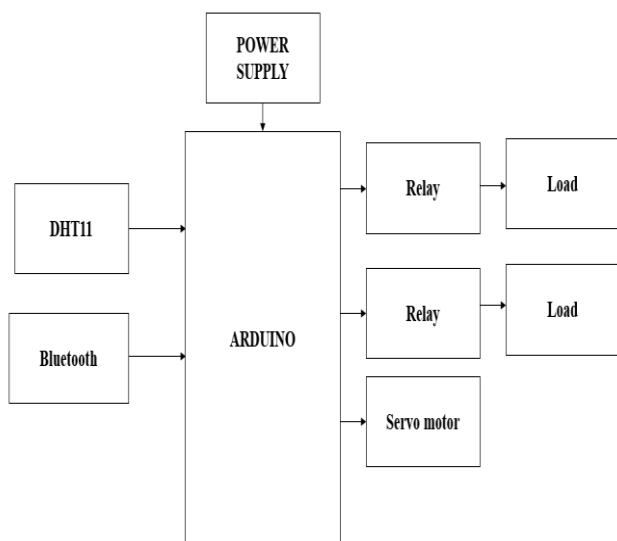 POWER
SUPPLY
DHT11
Bluetooth
ARDUINO
Relay
Load
Relay
Load
Servo motor